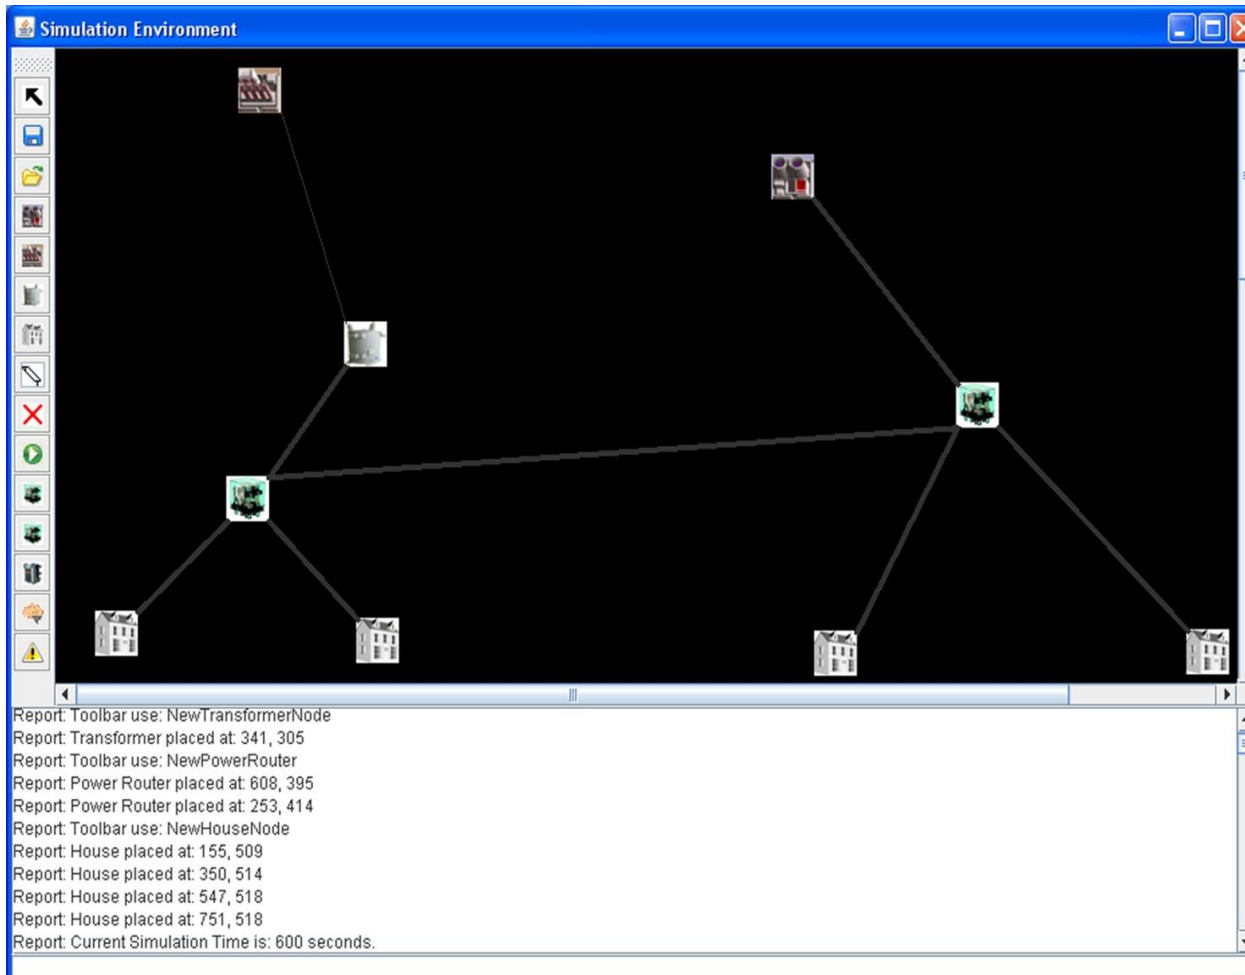 Simulation Environment
Report: Toolbar use: NewTransformerNode
Report: Transformer placed at: 341, 305
Report: Toolbar use: NewPowerRouter
Report: Power Router placed at: 608, 395
Report: Power Router placed at: 253, 414
Report: Toolbar use: NewHouseNode
Report: House placed at: 155, 509
Report: House placed at: 350, 514
Report: House placed at: 547, 518
Report: House placed at: 751, 518
Report: Current Simulation Time is: 600 seconds.